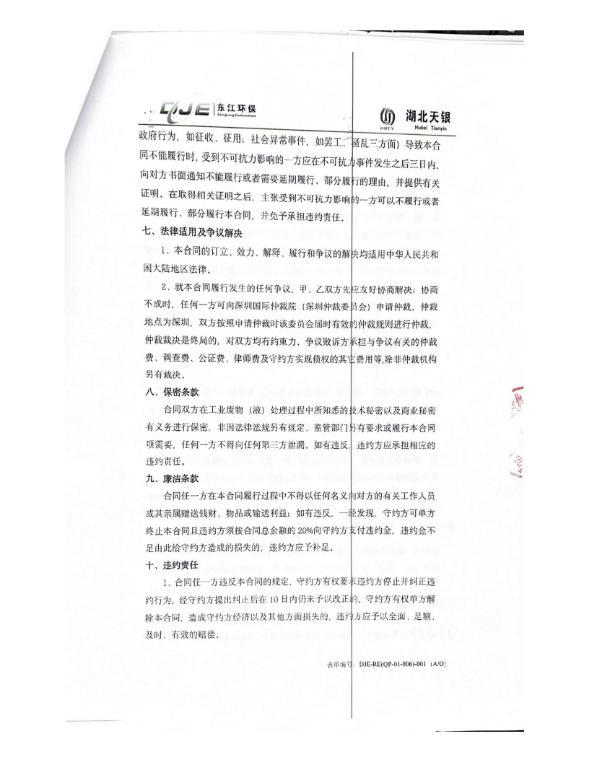 DJE 东江环保
湖北天银
Hubei Tianyin
政府行为，如征收、征用；社会异常事件，如罢工、骚乱三方面）导致本合
同不能履行时，受到不可抗力影响的一方应在不可抗力事件发生之后三日内，
向对方书面通知不能履行或者需要延期履行、部分履行的理由，并提供有关
证明。在取得相关证明之后，主张受到不可抗力影响的一方可以不履行或者
延期履行、部分履行本合同，并免予承担违约责任。
七、法律适用及争议解决
1、本合同的订立、效力、解释、履行和争议的解决均适用中华人民共和
国大陆地区法律。
2、就本合同履行发生的任何争议，甲、乙双方先应友好协商解决；协商
不成时，任何一方可向深圳国际仲裁院（深圳仲裁委员会）申请仲裁。仲裁
地点为深圳，双方按照申请仲裁时该委员会届时有效的仲裁规则进行仲裁，
仲裁裁决是终局的，对双方均有约束力。争议败诉方承担与争议有关的仲裁
费、调查费、公证费、律师费及守约方实现债权的其它费用等,除非仲裁机构
另有裁决。
八、保密条款
合同双方在工业废物（液）处理过程中所知悉的技术秘密以及商业秘密
有义务进行保密，非因法律法规另有规定、监管部门另有要求或履行本合同
项需要，任何一方不得向任何第三方泄漏。如有违反，违约方应承担相应的
违约责任。
九、廉洁条款
合同任一方在本合同履行过程中不得以任何名义向对方的有关工作人员
或其亲属赠送钱财、物品或输送利益；如有违反，一经发现，守约方可单方
终止本合同且违约方须按合同总金额的20%向守约方支付违约金，违约金不
足由此给守约方造成的损失的，违约方应予补足。
十、违约责任
1、合同任一方违反本合同的规定，守约方有权要求违约方停止并纠正违
约行为，经守约方提出纠正后在 10 日内仍未予以改正的，守约方有权单方解
除本合同，造成守约方经济以及其他方面损失的，违约方应予以全面、足额、
及时、有效的赔偿。
表单编号：DJE-RE(QP-01-006)-001 (A/O)